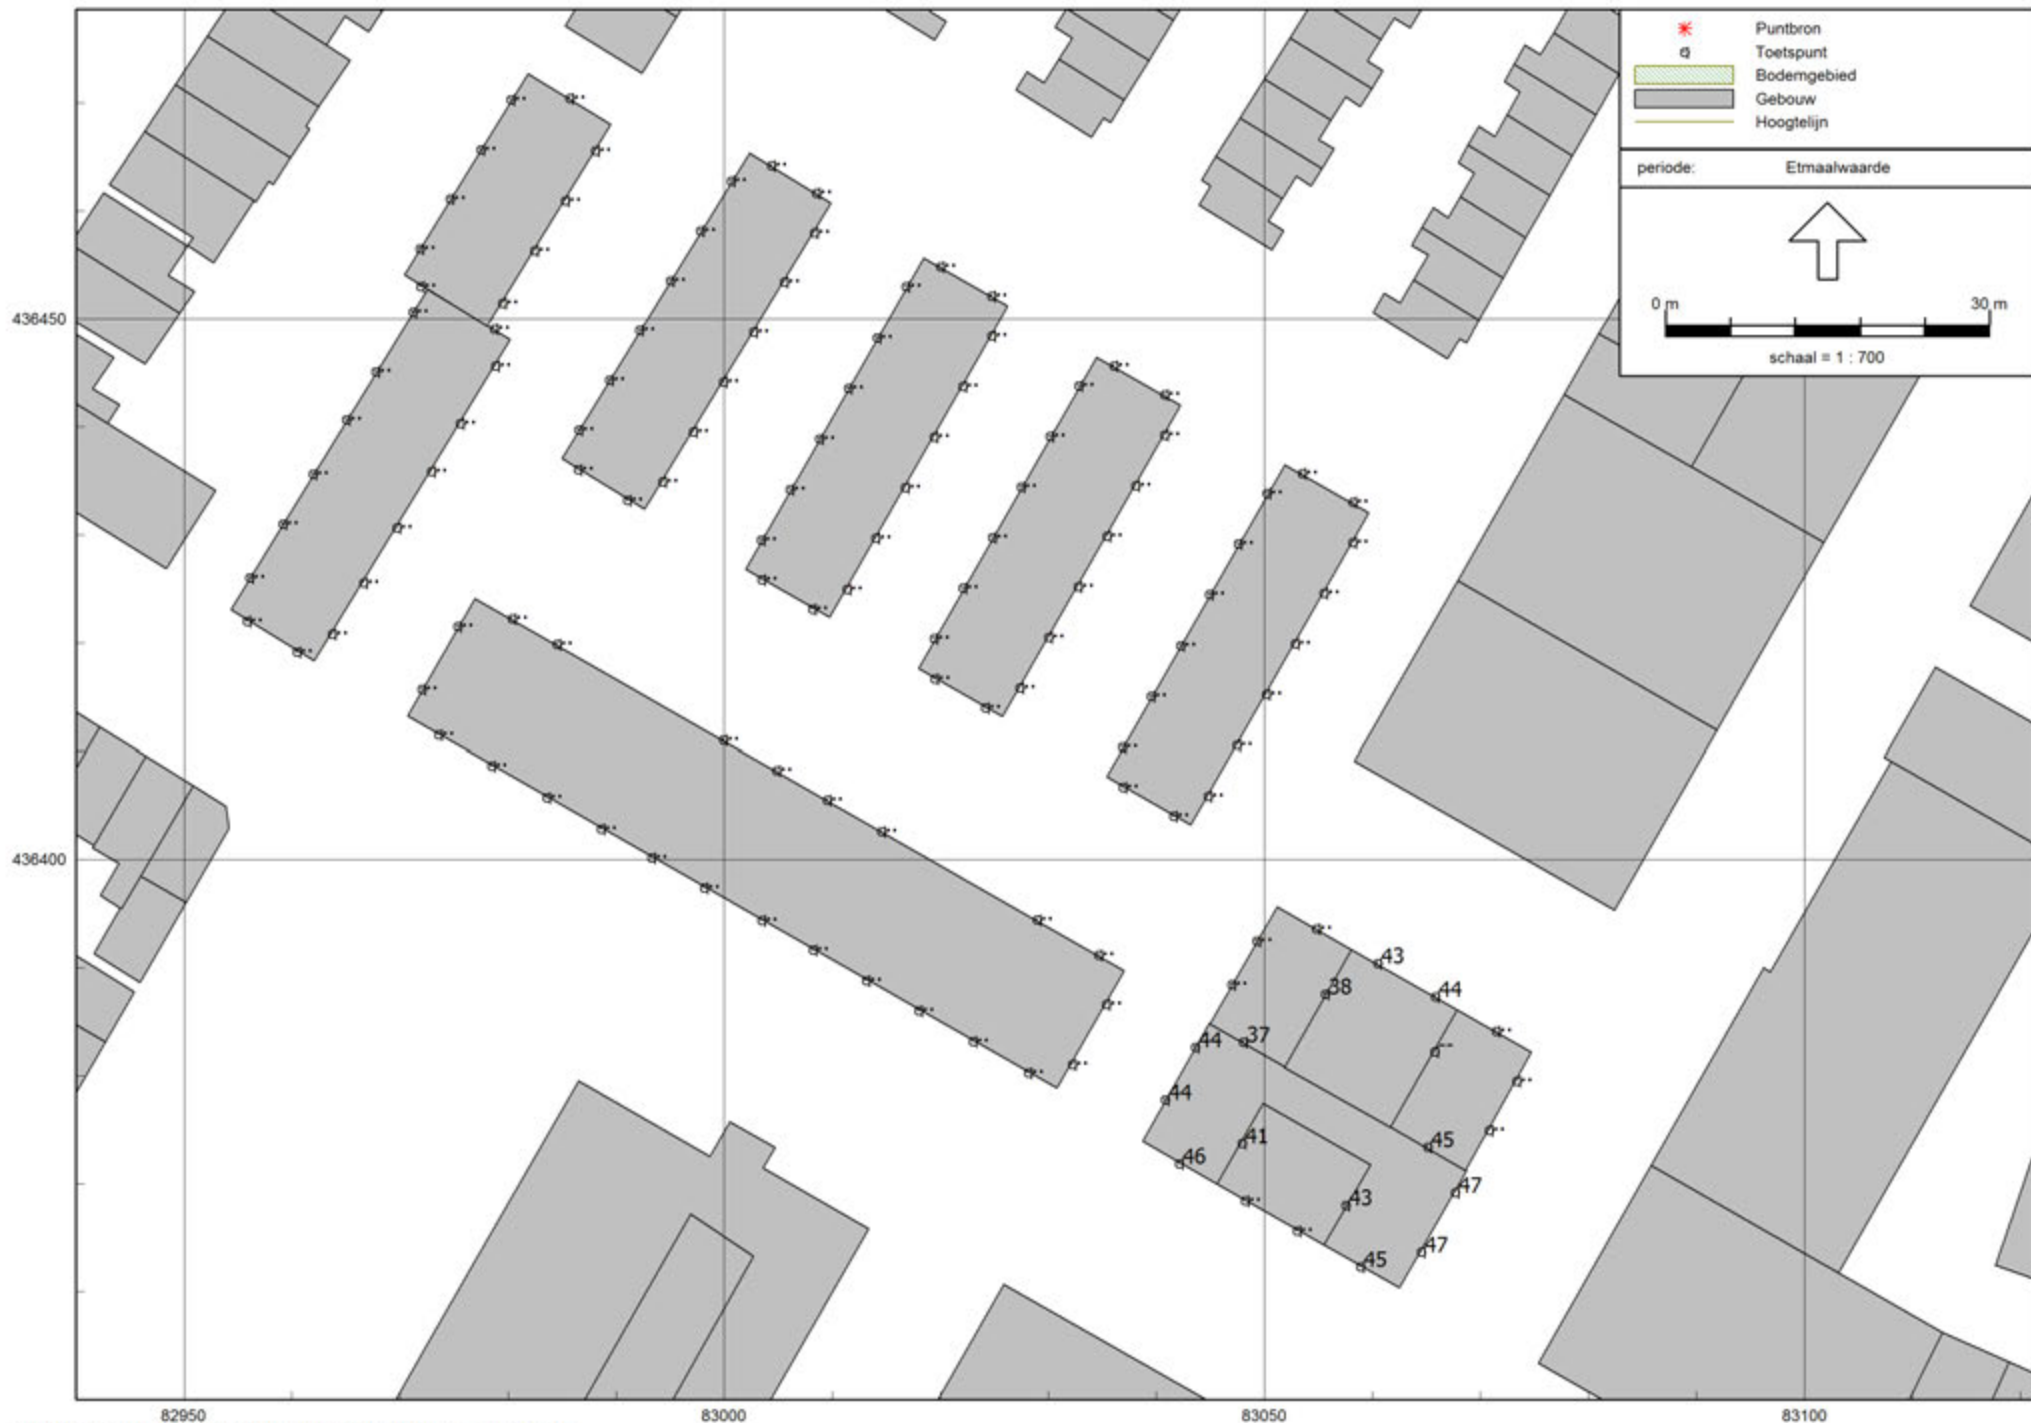 Puntbron
Toetspunt
Bodemgebied
Gebouw
Hoogtelijn
periode: Etmaalwaarde
0 m 30 m
schaal = 1 : 700
436450
436400
43
38
44
44
37
--
44
41
45
46
47
43
47
45
82950 83000 83050 83100